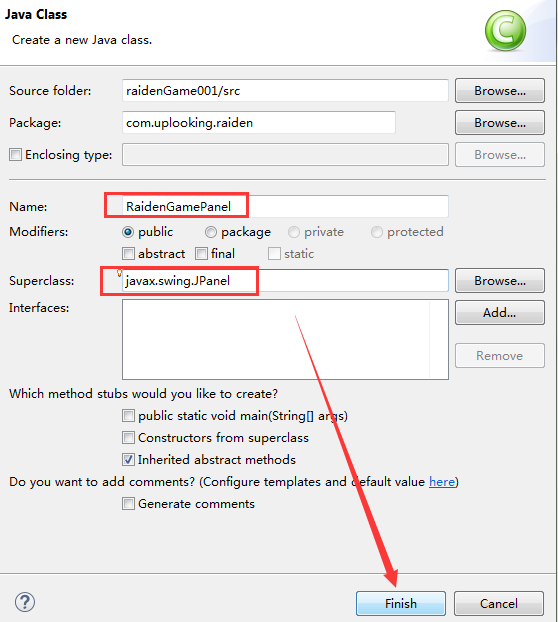 Java Class
Create a new Java class.
C
Source folder: raidenGame001/src Browse...
Package: com.uplooking.raiden Browse...
Enclosing type: Browse...
Name: RaidenGamePanel
Modifiers: public package private protected
abstract final static
Superclass: javax.swing.JPanel Browse...
Interfaces: Add...
Remove
Which method stubs would you like to create?
public static void main(String[] args)
Constructors from superclass
Inherited abstract methods
Do you want to add comments? (Configure templates and default value here)
Generate comments
? Finish Cancel